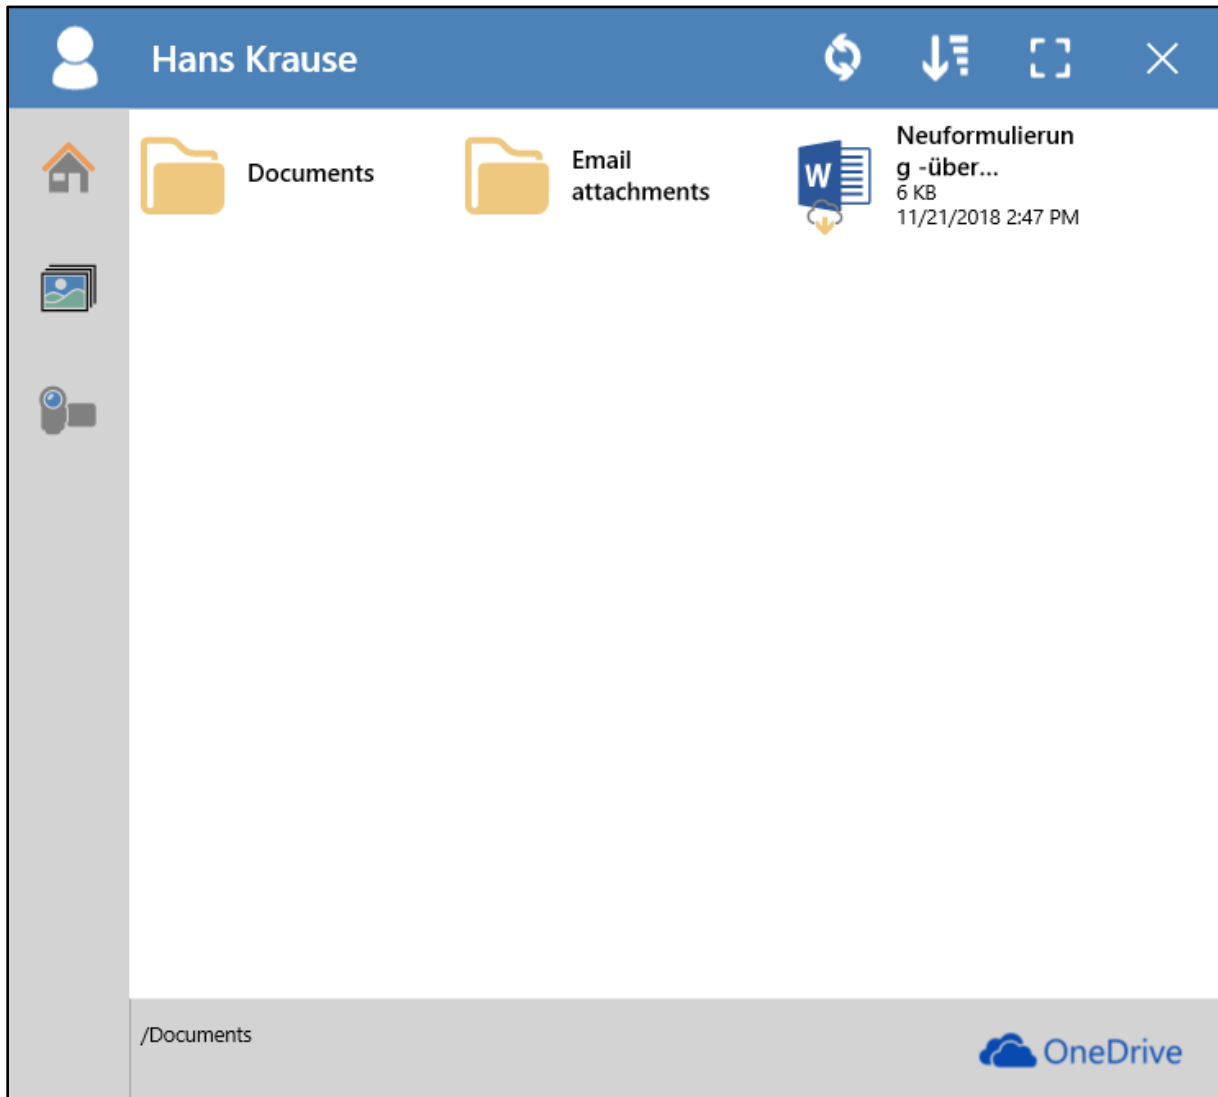 Hans Krause
Documents
Email
attachments
W
Neuformulierun
g -über...
6 KB
11/21/2018 2:47 PM
/Documents
OneDrive